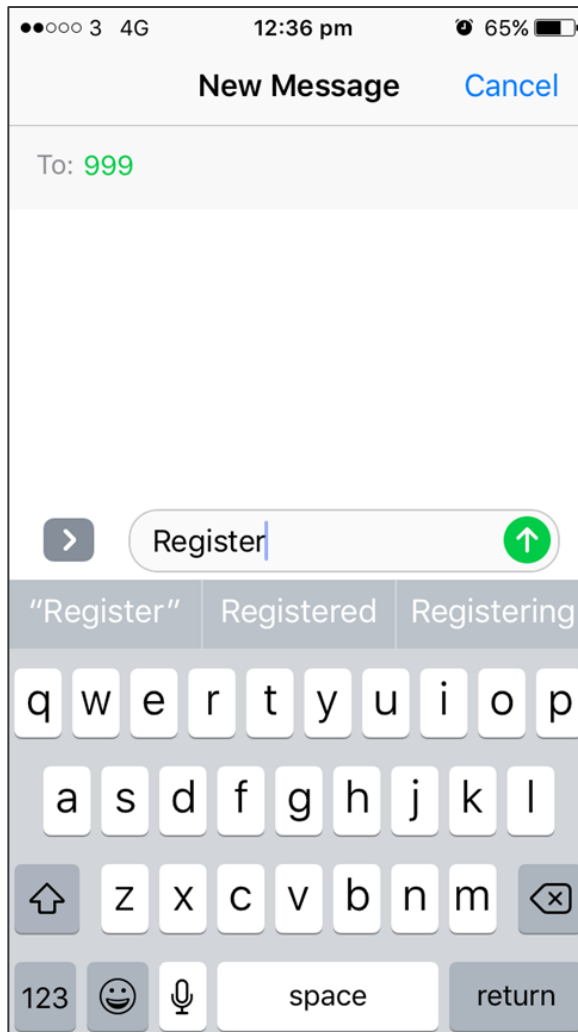 3 4G 12:36 pm 65%
New Message Cancel
To: 999
Register
"Register" Registered Registering
q w e r t y u i o p
a s d f g h j k l
z x c v b n m
123 space return